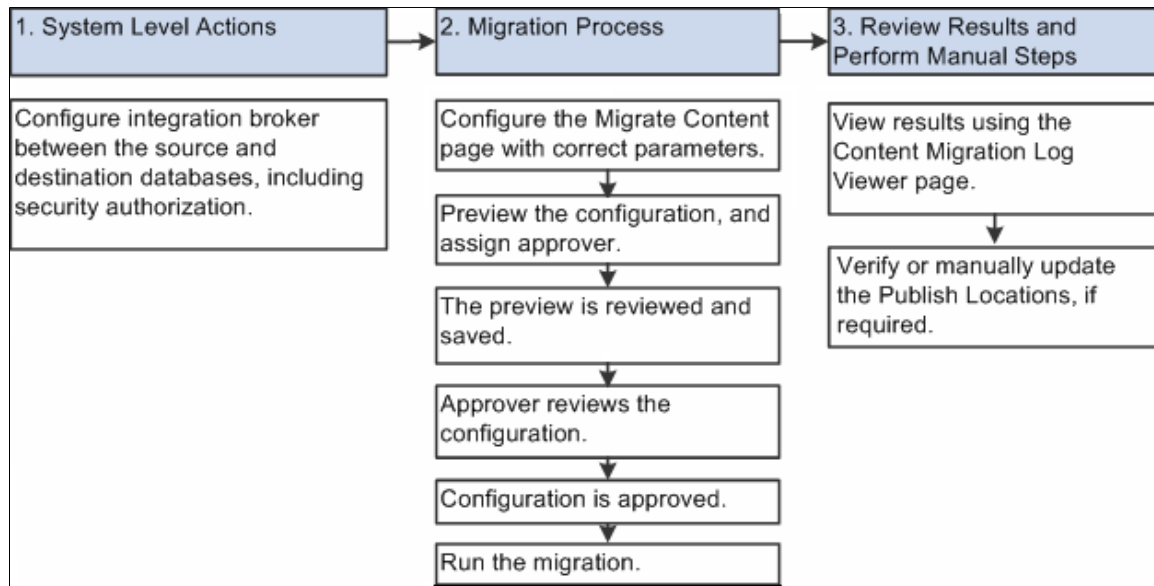 1. System Level Actions
Configure integration broker
between the source and
destination databases, including
security authorization.
2. Migration Process
Configure the Migrate Content
page with correct parameters.
Preview the configuration, and
assign approver.
The preview is reviewed and
saved.
Approver reviews the
configuration.
Configuration is approved.
Run the migration.
3. Review Results and
Perform Manual Steps
View results using the
Content Migration Log
Viewer page.
Verify or manually update
the Publish Locations, if
required.